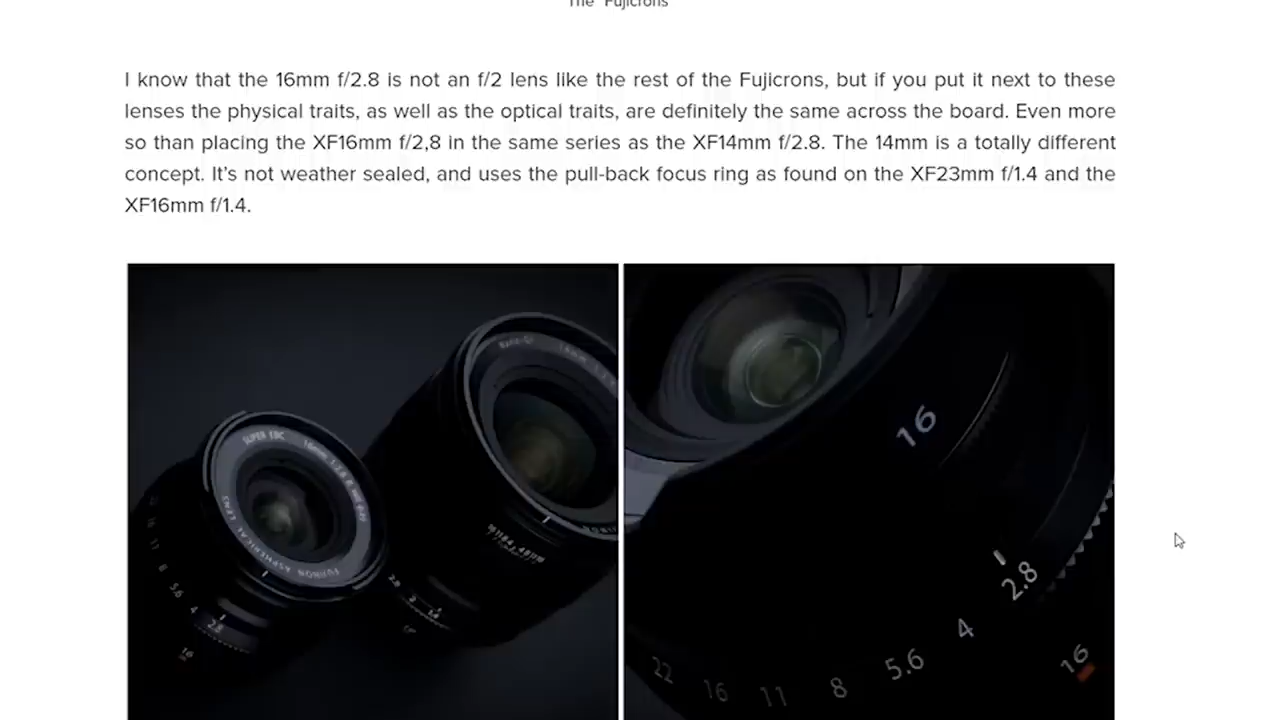 The "Fujicrons"
I know that the 16mm f/2.8 is not an f/2 lens like the rest of the Fujicrons, but if you put it next to these
lenses the physical traits, as well as the optical traits, are definitely the same across the board. Even more
so than placing the XF16mm f/2,8 in the same series as the XF14mm f/2.8. The 14mm is a totally different
concept. It's not weather sealed, and uses the pull-back focus ring as found on the XF23mm f/1.4 and the
XF16mm f/1.4.
SUPER EBC 16mm
FUJINON ASPHERICAL LENS
5.6 4 2.8
16
16
22 16 11 8 5.6 4 2.8
16